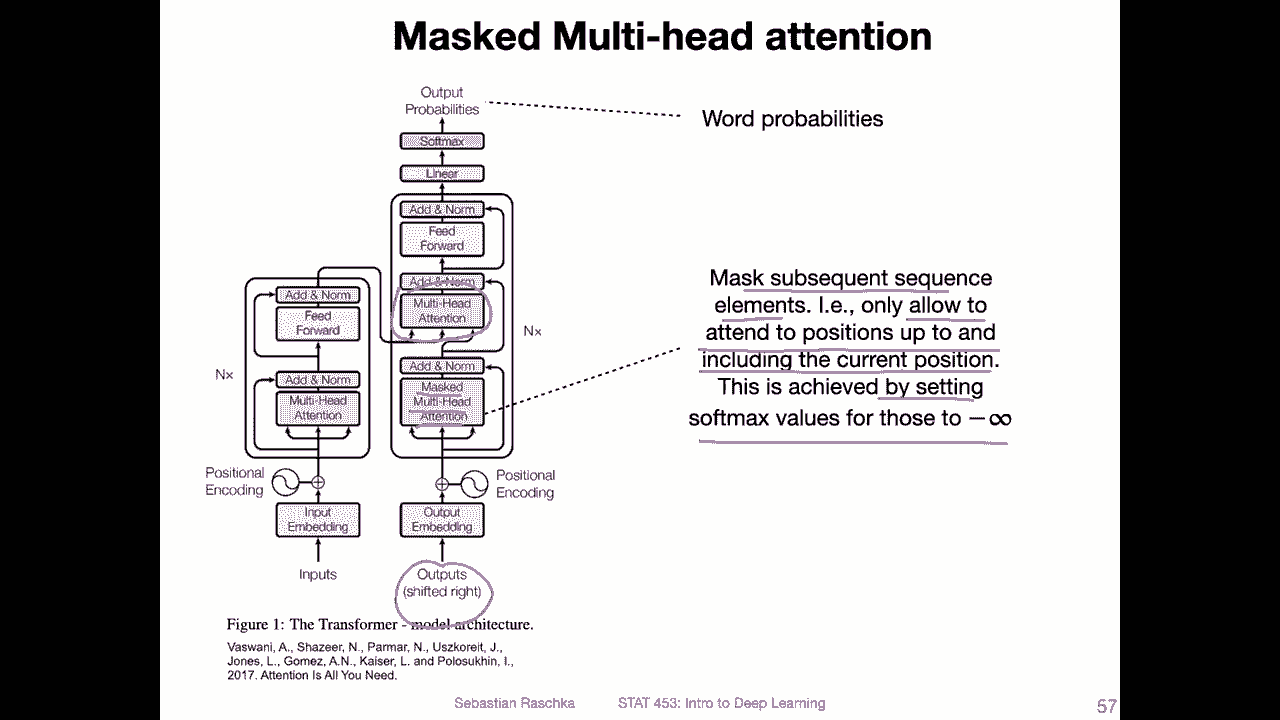 Masked Multi-head attention
Output
Probabilities
Word probabilities
Softmax
Linear
Add & Norm
Feed
Forward
Add & Norm
Multi-Head
Attention
Nx
Add & Norm
Masked
Multi-Head
Attention
Add & Norm
Feed
Forward
Nx
Add & Norm
Multi-Head
Attention
Mask subsequent sequence
elements. I.e., only allow to
attend to positions up to and
including the current position.
This is achieved by setting
softmax values for those to −∞
Positional
Encoding
Positional
Encoding
Input
Embedding
Output
Embedding
Inputs
Outputs
(shifted right)
Figure 1: The Transformer - model architecture.
Vaswani, A., Shazeer, N., Parmar, N., Uszkoreit, J.,
Jones, L., Gomez, A.N., Kaiser, L. and Polosukhin, I.,
2017. Attention Is All You Need.
Sebastian Raschka STAT 453: Intro to Deep Learning 57